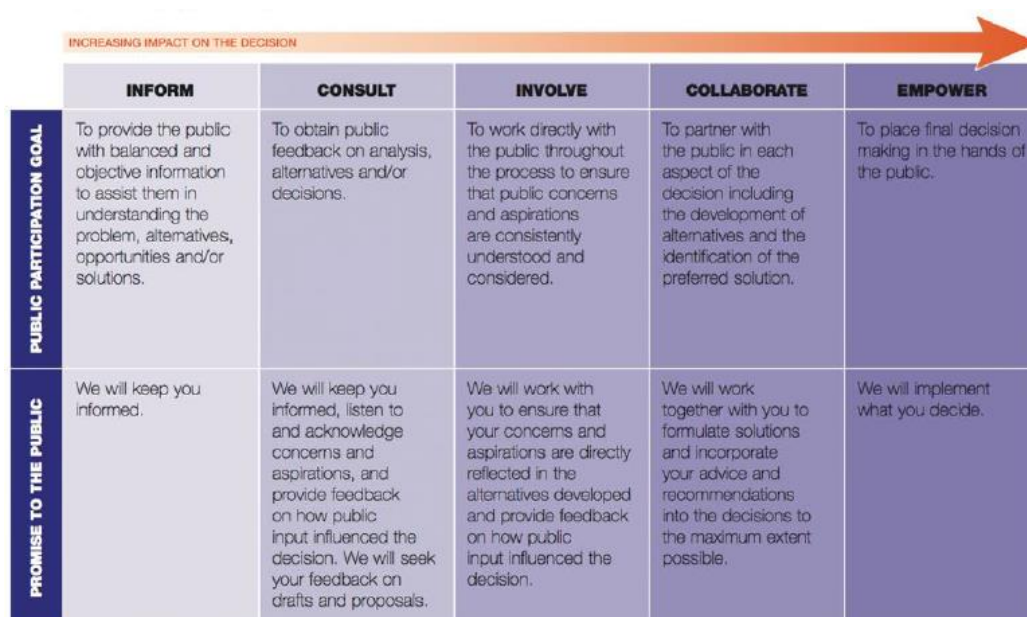 INCREASING IMPACT ON THE DECISION
INFORM
CONSULT
INVOLVE
COLLABORATE
EMPOWER
PUBLIC PARTICIPATION GOAL
To provide the public
with balanced and
objective information
to assist them in
understanding the
problem, alternatives,
opportunities and/or
solutions.
To obtain public
feedback on analysis,
alternatives and/or
decisions.
To work directly with
the public throughout
the process to ensure
that public concerns
and aspirations
are consistently
understood and
considered.
To partner with
the public in each
aspect of the
decision including
the development of
alternatives and the
identification of the
preferred solution.
To place final decision
making in the hands of
the public.
PROMISE TO THE PUBLIC
We will keep you
informed.
We will keep you
informed, listen to
and acknowledge
concerns and
aspirations, and
provide feedback
on how public
input influenced the
decision. We will seek
your feedback on
drafts and proposals.
We will work with
you to ensure that
your concerns and
aspirations are directly
reflected in the
alternatives developed
and provide feedback
on how public
input influenced the
decision.
We will work
together with you to
formulate solutions
and incorporate
your advice and
recommendations
into the decisions to
the maximum extent
possible.
We will implement
what you decide.